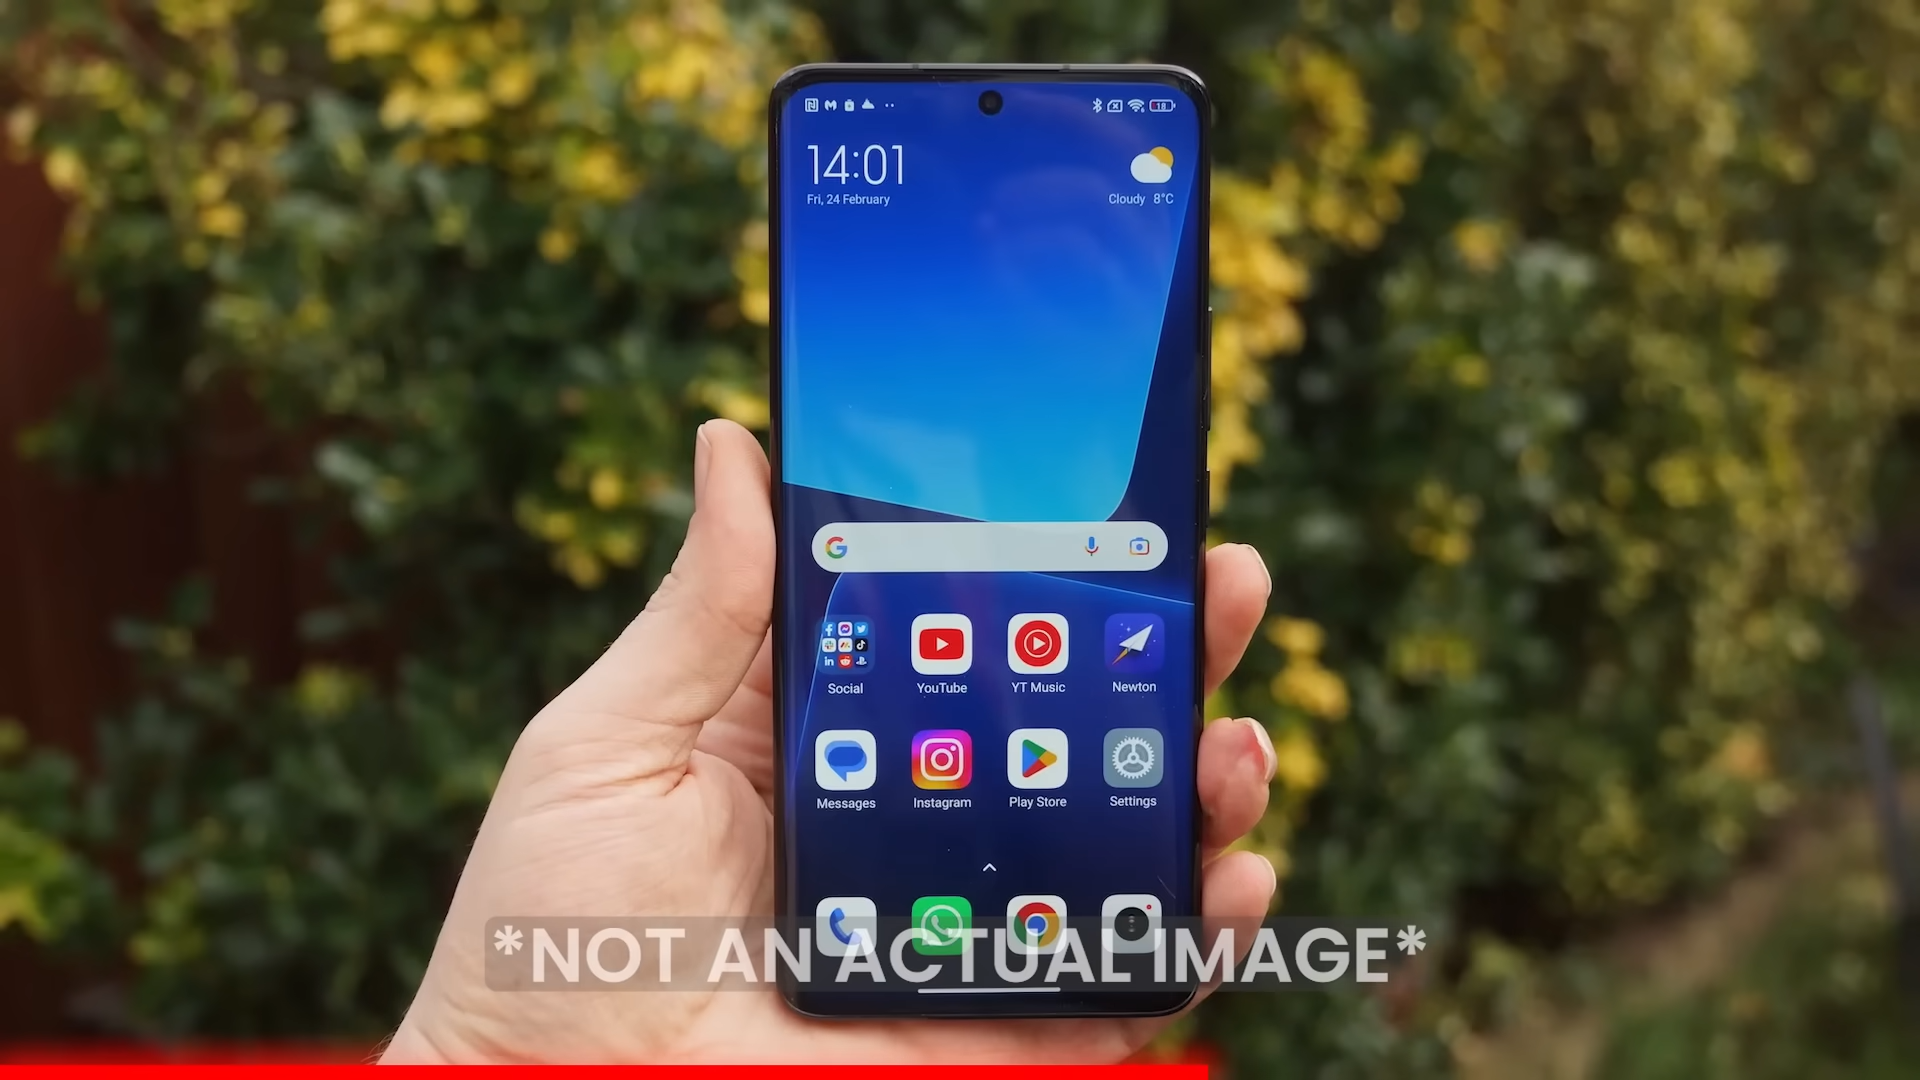 18
14:01
Fri, 24 February
Cloudy 8°C
Social YouTube YT Music Newton
Messages Instagram Play Store Settings
*NOT AN ACTUAL IMAGE*